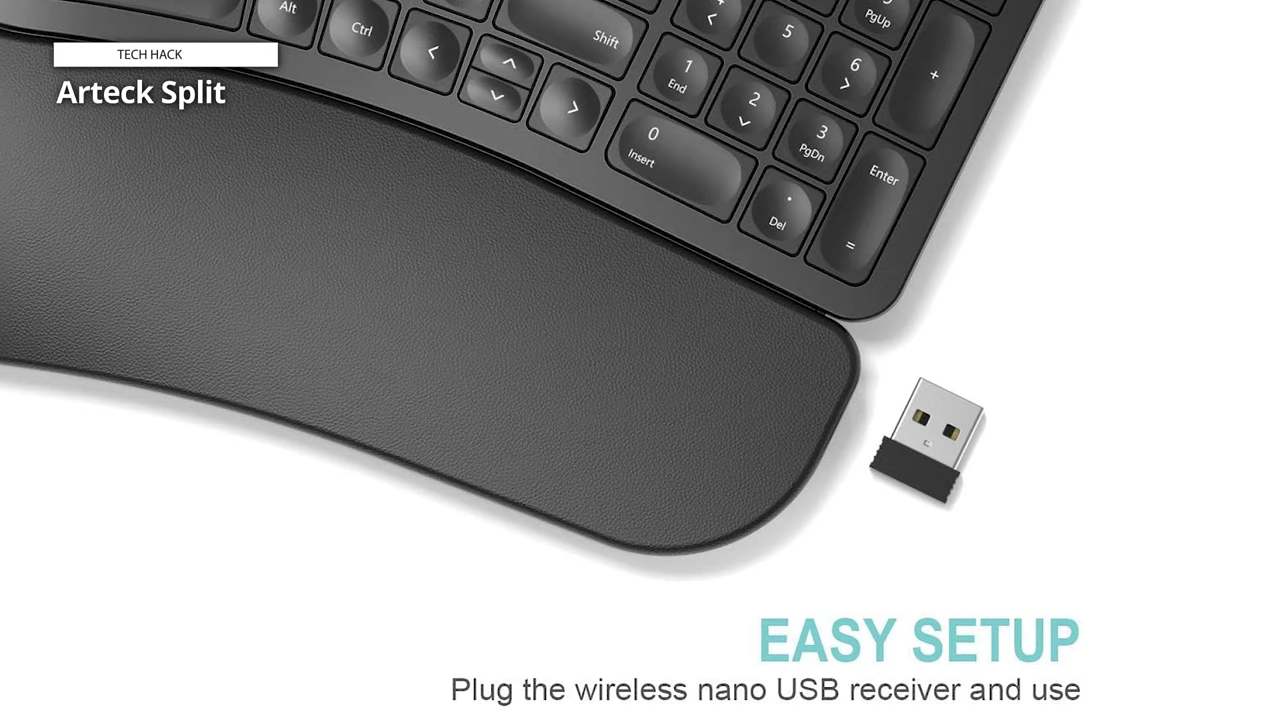 TECH HACK
Arteck Split
Alt
Ctrl
<
^
Shift
>
1
End
<
5
PgUp
6
>
+
2
3
PgDn
0
Insert
.
Del
Enter
=
EASY SETUP
Plug the wireless nano USB receiver and use